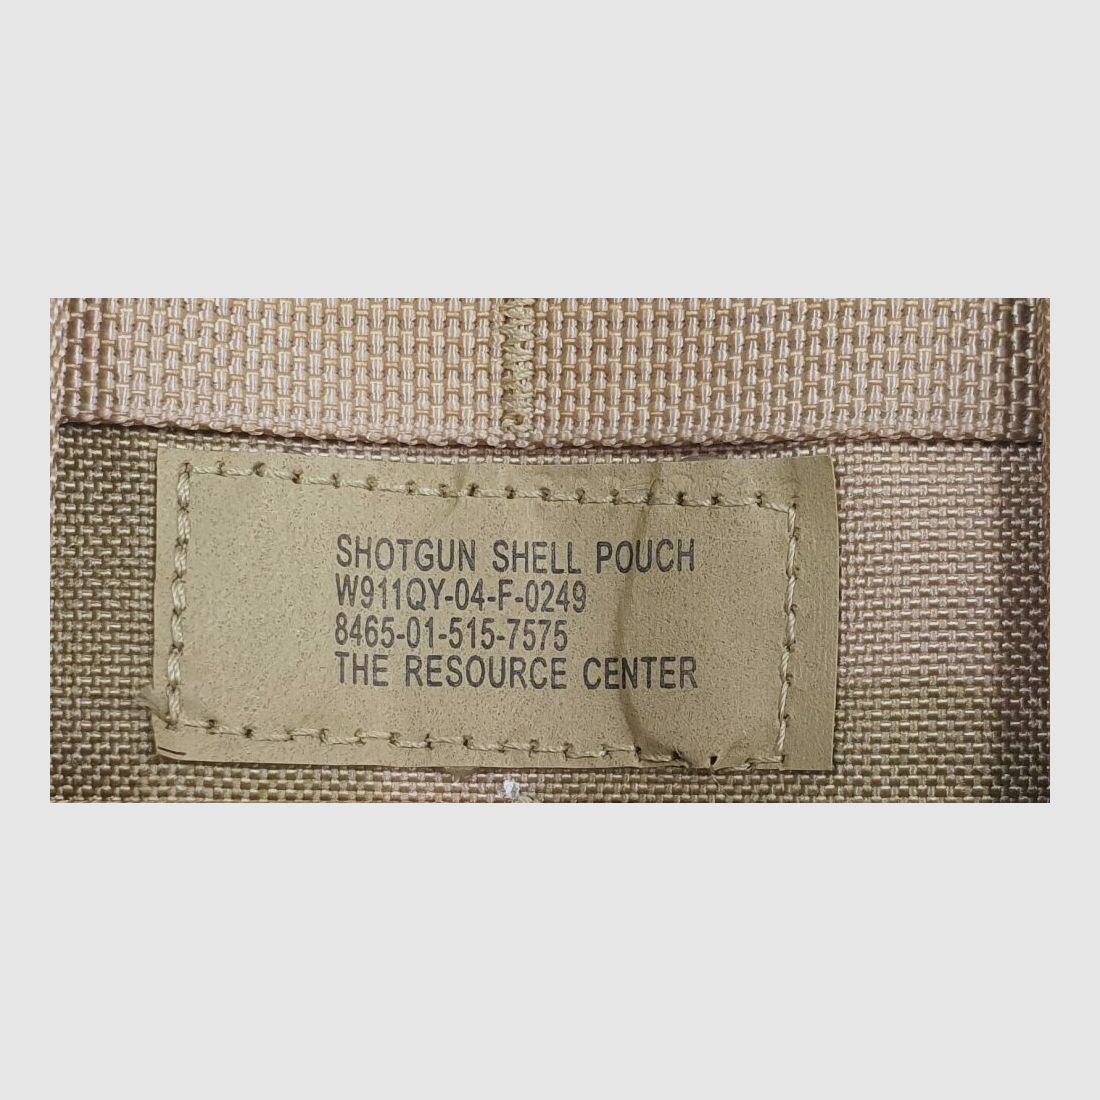 SHOTGUN SHELL POUCH
W911QY-04-F-0249
8465-01-515-7575
THE RESOURCE CENTER